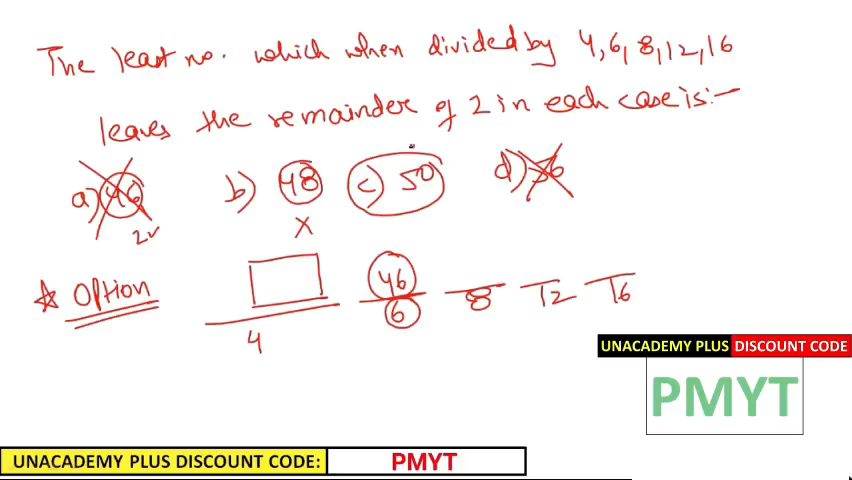 The least no. which when divided by 4, 6, 8, 12, 16
leaves the remainder of 2 in each case is:-
a) 46 b) 48 c) 50 d) 56
2✓ X
☆ Option 46
4 6 8 12 16
UNACADEMY PLUS DISCOUNT CODE
PMYT
UNACADEMY PLUS DISCOUNT CODE: PMYT